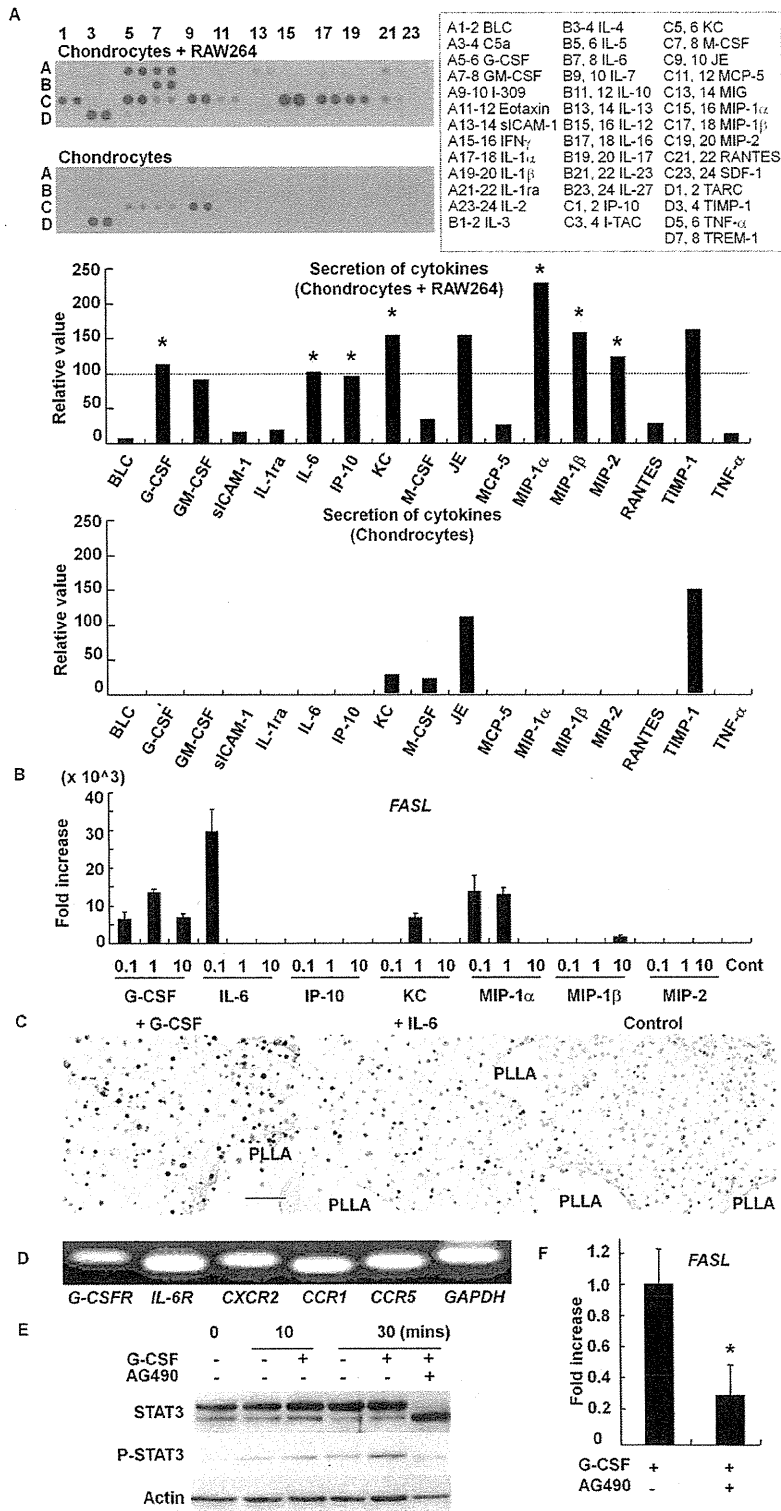 A
1 3 5 7 9 11 13 15 17 19 21 23
Chondrocytes + RAW264
A
B
C
D
Chondrocytes
A
B
C
D
A1-2 BLC
A3-4 C5a
A5-6 G-CSF
A7-8 GM-CSF
A9-10 I-309
A11-12 Eotaxin
A13-14 sICAM-1
A15-16 IFNγ
A17-18 IL-1α
A19-20 IL-1β
A21-22 IL-1ra
A23-24 IL-2
B1-2 IL-3
B3-4 IL-4
B5, 6 IL-5
B7, 8 IL-6
B9, 10 IL-7
B11, 12 IL-10
B13, 14 IL-13
B15, 16 IL-12
B17, 18 IL-16
B19, 20 IL-17
B21, 22 IL-23
B23, 24 IL-27
C1, 2 IP-10
C3, 4 I-TAC
C5, 6 KC
C7, 8 M-CSF
C9, 10 JE
C11, 12 MCP-5
C13, 14 MIG
C15, 16 MIP-1α
C17, 18 MIP-1β
C19, 20 MIP-2
C21, 22 RANTES
C23, 24 SDF-1
D1, 2 TARC
D3, 4 TIMP-1
D5, 6 TNF-α
D7, 8 TREM-1
Secretion of cytokines
(Chondrocytes + RAW264)
Relative value
250
200
150
100
50
0
* * * * * * *
BLC G-CSF GM-CSF sICAM-1 IL-1ra IL-6 IP-10 KC M-CSF JE MCP-5 MIP-1α MIP-1β MIP-2 RANTES TIMP-1 TNF-α
Secretion of cytokines
(Chondrocytes)
Relative value
250
200
150
100
50
0
BLC G-CSF GM-CSF sICAM-1 IL-1ra IL-6 IP-10 KC M-CSF JE MCP-5 MIP-1α MIP-1β MIP-2 RANTES TIMP-1 TNF-α
B
(x 10^3)
FASL
Fold increase
40
30
20
10
0
0.1 1 10 0.1 1 10 0.1 1 10 0.1 1 10 0.1 1 10 0.1 1 10 0.1 1 10 Cont
G-CSF IL-6 IP-10 KC MIP-1α MIP-1β MIP-2
C
+ G-CSF + IL-6 Control
PLLA
PLLA
PLLA PLLA PLLA
D
G-CSFR IL-6R CXCR2 CCR1 CCR5 GAPDH
E
0 10 30 (mins)
G-CSF - - + - + +
AG490 +
STAT3
P-STAT3
Actin
F
FASL
Fold increase
1.2
1.0
0.8
0.6
0.4
0.2
0
*
G-CSF + +
AG490 - +